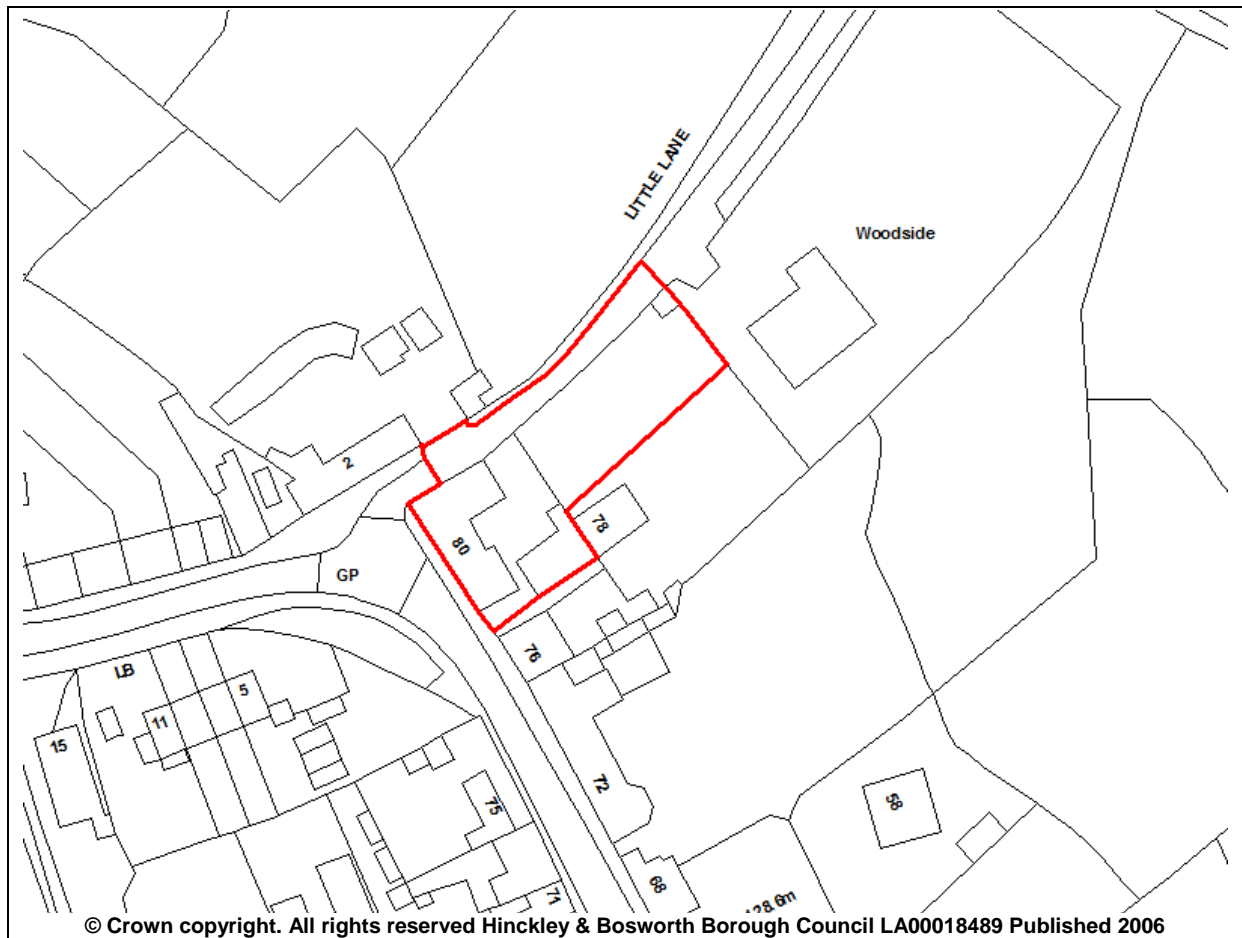 LITTLE LANE
Woodside
2
80
78
GP
76
LB
5
11
15
72
75
58
68
71
128.6m
© Crown copyright. All rights reserved Hinckley & Bosworth Borough Council LA00018489 Published 2006